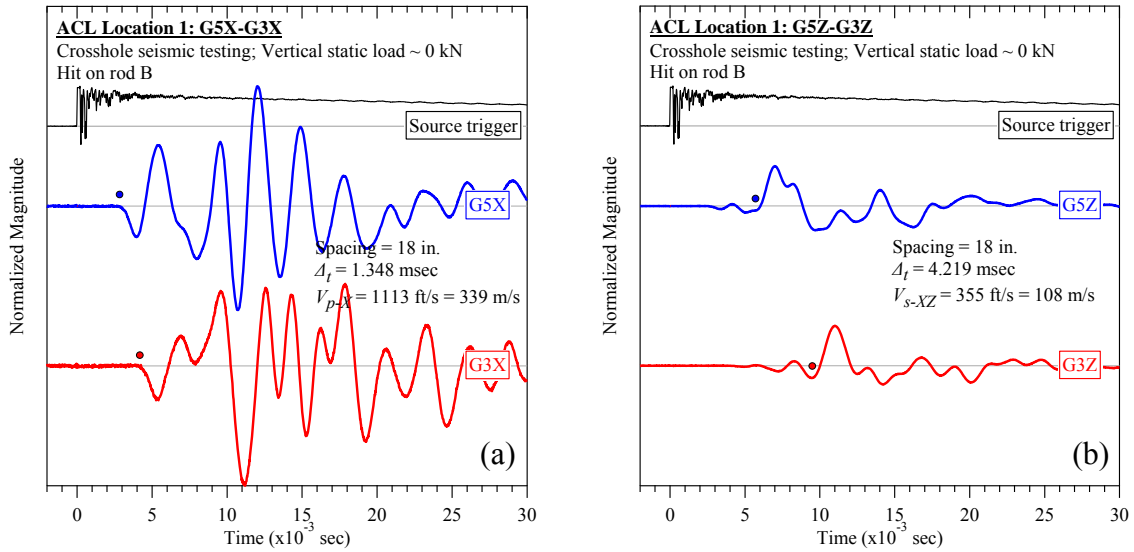 ACL Location 1: G5X-G3X
Crosshole seismic testing; Vertical static load ~ 0 kN
Hit on rod B
Source trigger
G5X
Spacing = 18 in.
Δt = 1.348 msec
Vp-X = 1113 ft/s = 339 m/s
G3X
(a)
Normalized Magnitude
0 5 10 15 20 25 30
Time (x10-3 sec)
ACL Location 1: G5Z-G3Z
Crosshole seismic testing; Vertical static load ~ 0 kN
Hit on rod B
Source trigger
G5Z
Spacing = 18 in.
Δt = 4.219 msec
Vs-XZ = 355 ft/s = 108 m/s
G3Z
(b)
Normalized Magnitude
0 5 10 15 20 25 30
Time (x10-3 sec)